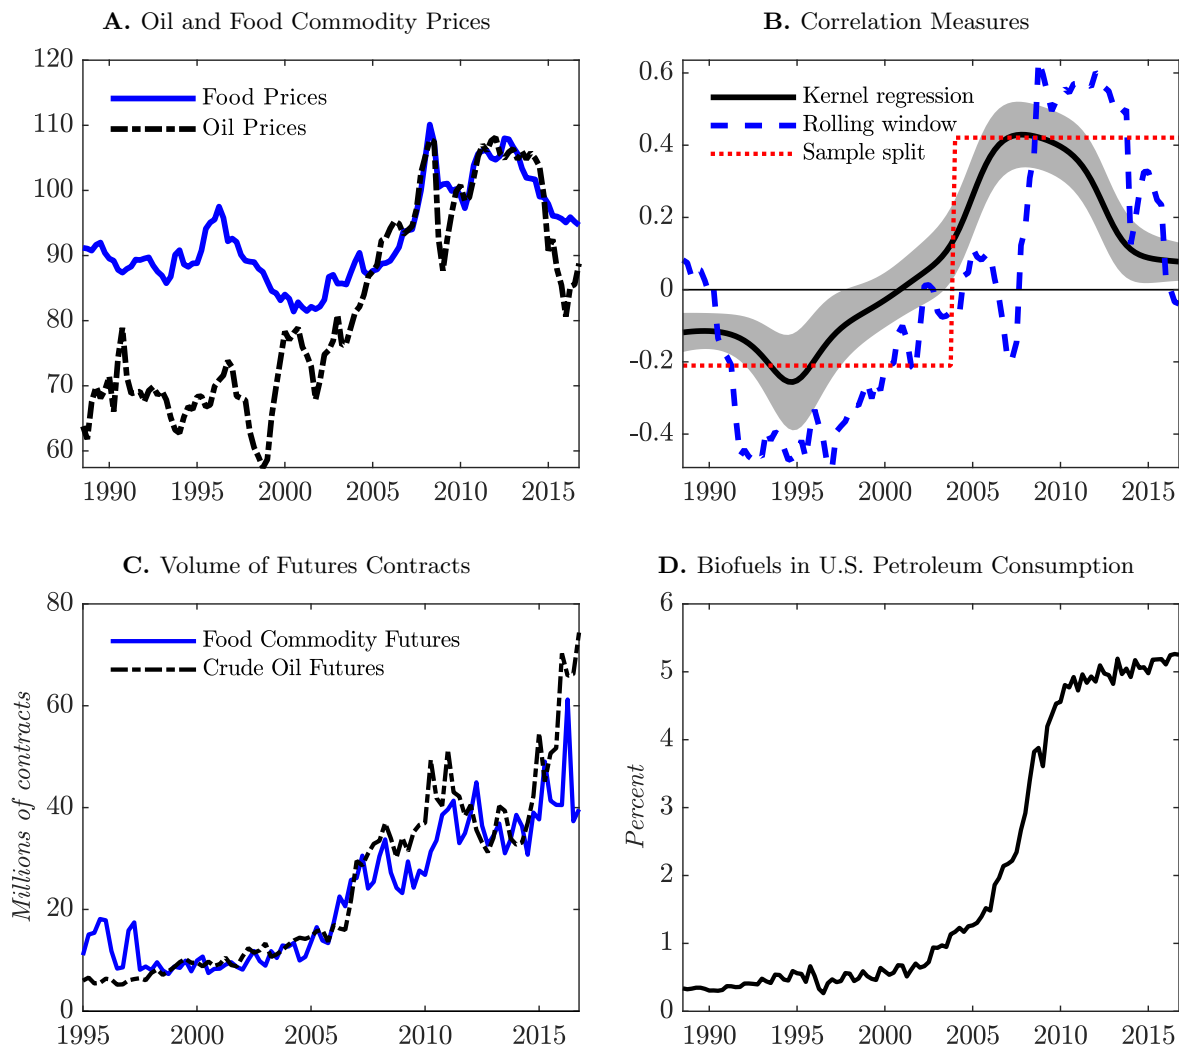 A. Oil and Food Commodity Prices
120
110
100
90
80
70
60
Food Prices
Oil Prices
1990 1995 2000 2005 2010 2015
B. Correlation Measures
0.6
0.4
0.2
0
-0.2
-0.4
Kernel regression
Rolling window
Sample split
1990 1995 2000 2005 2010 2015
C. Volume of Futures Contracts
Millions of contracts
80
60
40
20
0
Food Commodity Futures
Crude Oil Futures
1995 2000 2005 2010 2015
D. Biofuels in U.S. Petroleum Consumption
Percent
6
5
4
3
2
1
0
1990 1995 2000 2005 2010 2015